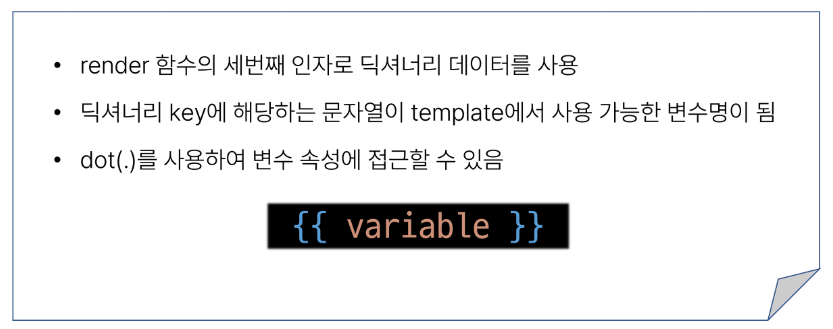 • render 함수의 세번째 인자로 딕셔너리 데이터를 사용
• 딕셔너리 key에 해당하는 문자열이 template에서 사용 가능한 변수명이 됨
• dot(.)를 사용하여 변수 속성에 접근할 수 있음
{{ variable }}